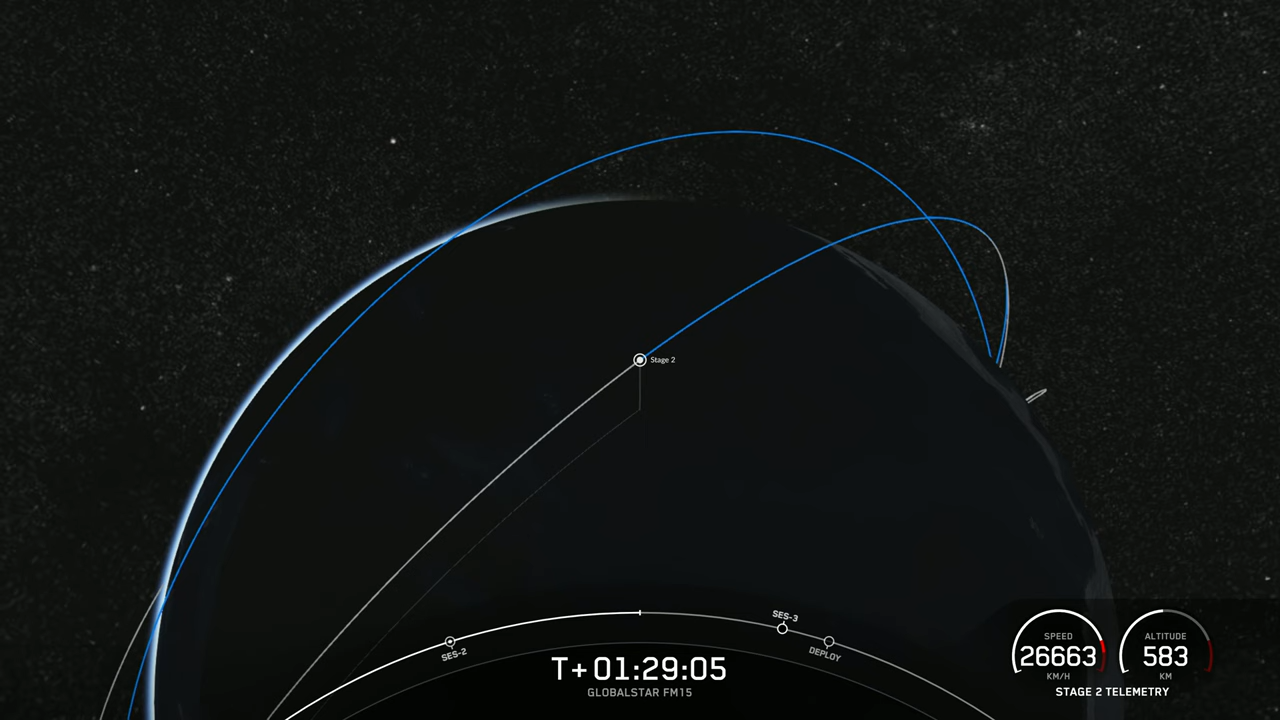 Stage 2
SES-2
SES-3
DEPLOY
T+ 01:29:05
GLOBALSTAR FM15
SPEED
26663
KM/H
ALTITUDE
583
KM
STAGE 2 TELEMETRY